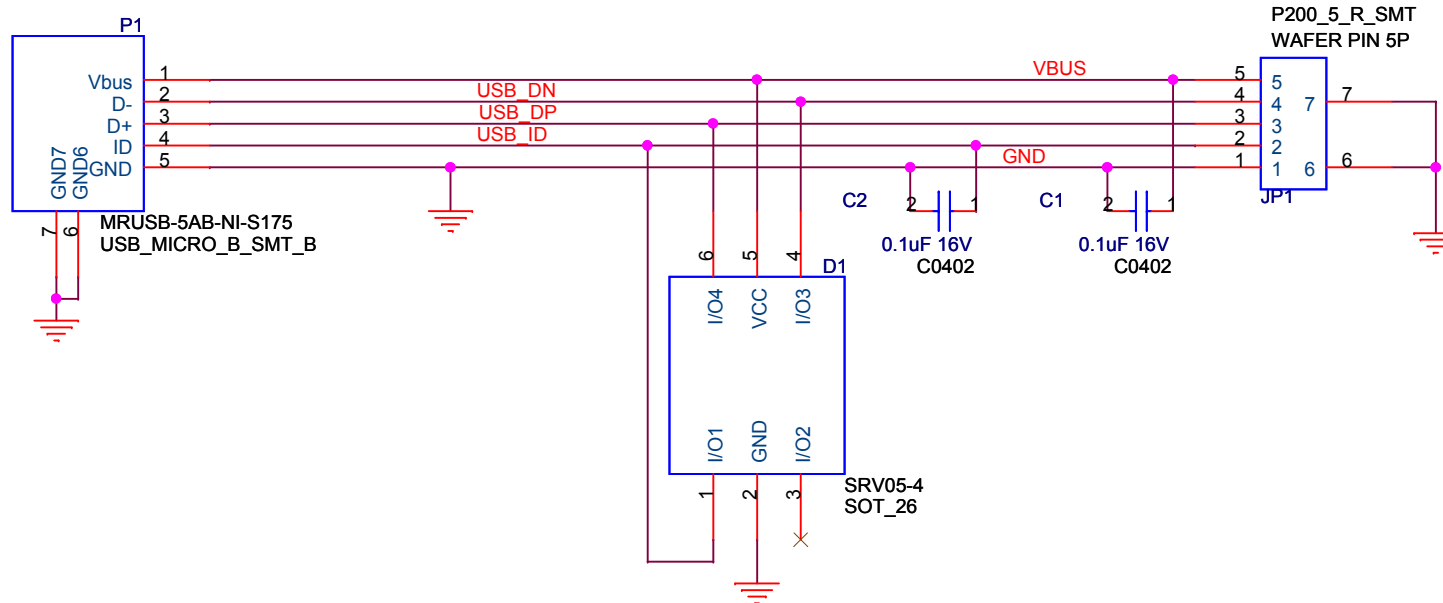 P1
P200_5_R_SMT
WAFER PIN 5P
Vbus 1
D- 2
D+ 3
ID 4
GND 5
GND7
GND6
7
6
MRUSB-5AB-NI-S175
USB_MICRO_B_SMT_B
USB_DN
USB_DP
USB_ID
VBUS
GND
5 5
4 4 7 7
3 3
2 2
1 1 6 6
JP1
C2 2 1
0.1uF 16V
C0402
C1 2 1
0.1uF 16V
C0402
6 5 4
D1
I/O4 VCC I/O3
I/O1 GND I/O2
1 2 3
SRV05-4
SOT_26